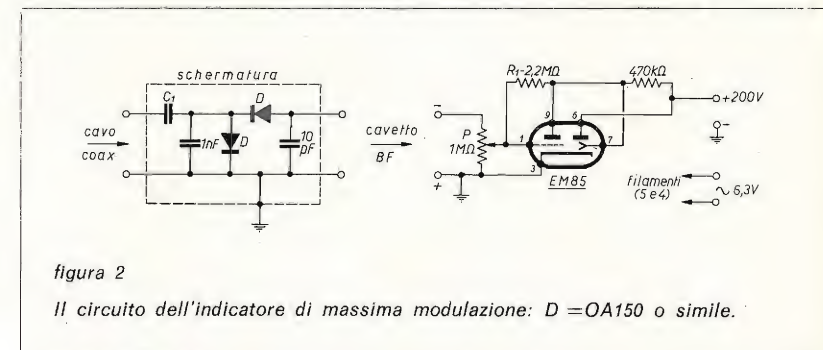 schermatura
C1
D
cavo
coax
1nF
D
10
pF
cavetto
BF
R1-2,2MΩ
470kΩ
+200V
-
-
P
1MΩ
+
9
6
1
7
3
EM85
filamenti
(5 e 4)
~ 6,3V
figura 2
Il circuito dell'indicatore di massima modulazione: D =OA150 o simile.